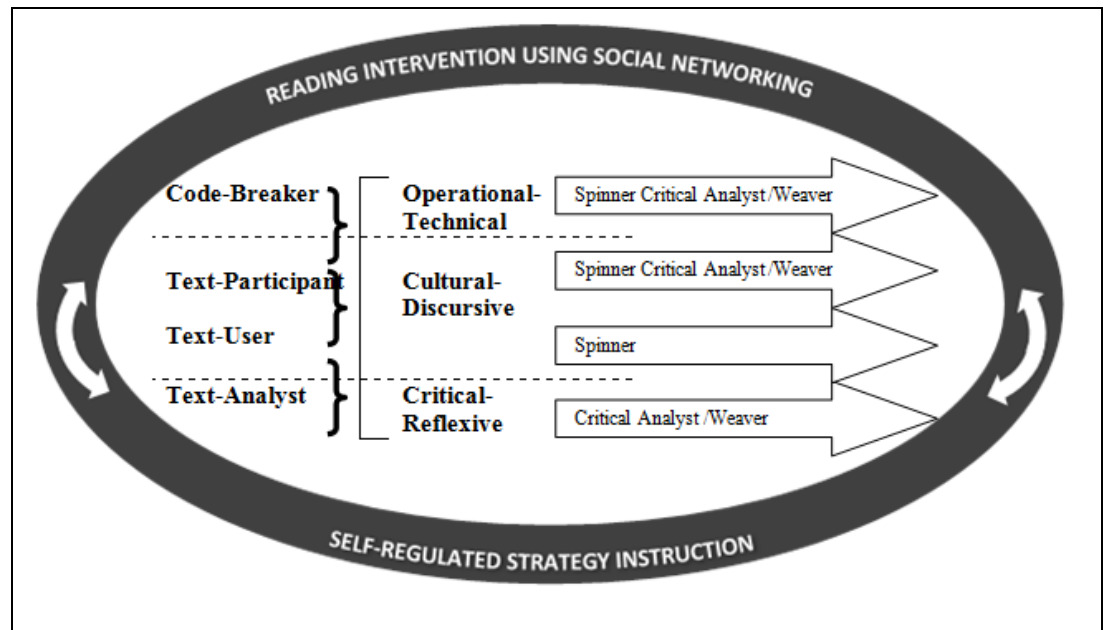 READING INTERVENTION USING SOCIAL NETWORKING
Code-Breaker
Operational-
Technical
Spinner Critical Analyst /Weaver
Text-Participant
Cultural-
Discursive
Spinner Critical Analyst /Weaver
Text-User
Spinner
Text-Analyst
Critical-
Reflexive
Critical Analyst /Weaver
SELF-REGULATED STRATEGY INSTRUCTION